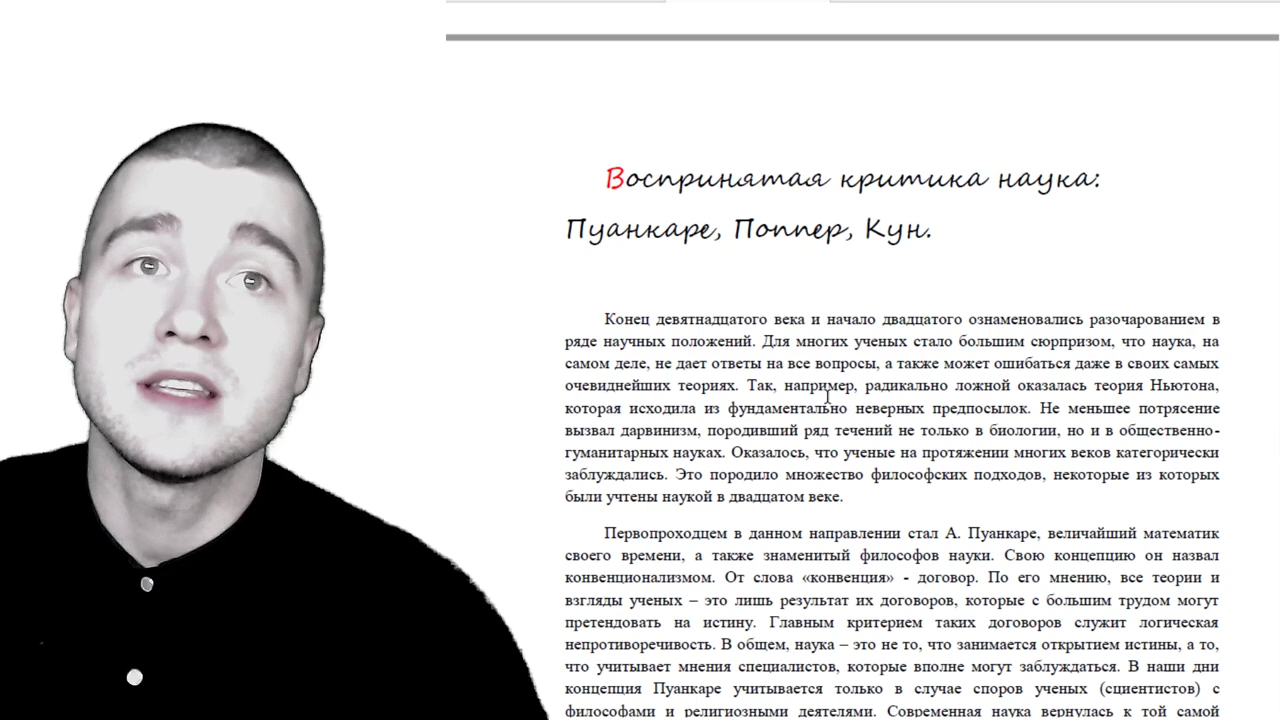 Воспринятая критика наука:
Пуанкаре, Поппер, Кун.
Конец девятнадцатого века и начало двадцатого ознаменовались разочарованием в
ряде научных положений. Для многих ученых стало большим сюрпризом, что наука, на
самом деле, не дает ответы на все вопросы, а также может ошибаться даже в своих самых
очевиднейших теориях. Так, например, радикально ложной оказалась теория Ньютона,
которая исходила из фундаментально неверных предпосылок. Не меньшее потрясение
вызвал дарвинизм, породивший ряд течений не только в биологии, но и в общественно-
гуманитарных науках. Оказалось, что ученые на протяжении многих веков категорически
заблуждались. Это породило множество философских подходов, некоторые из которых
были учтены наукой в двадцатом веке.
Первопроходцем в данном направлении стал А. Пуанкаре, величайший математик
своего времени, а также знаменитый философов науки. Свою концепцию он назвал
конвенционализмом. От слова «конвенция» - договор. По его мнению, все теории и
взгляды ученых – это лишь результат их договоров, которые с большим трудом могут
претендовать на истину. Главным критерием таких договоров служит логическая
непротиворечивость. В общем, наука – это не то, что занимается открытием истины, а то,
что учитывает мнения специалистов, которые вполне могут заблуждаться. В наши дни
концепция Пуанкаре учитывается только в случае споров ученых (сциентистов) с
философами и религиозными деятелями. Современная наука вернулась к той самой